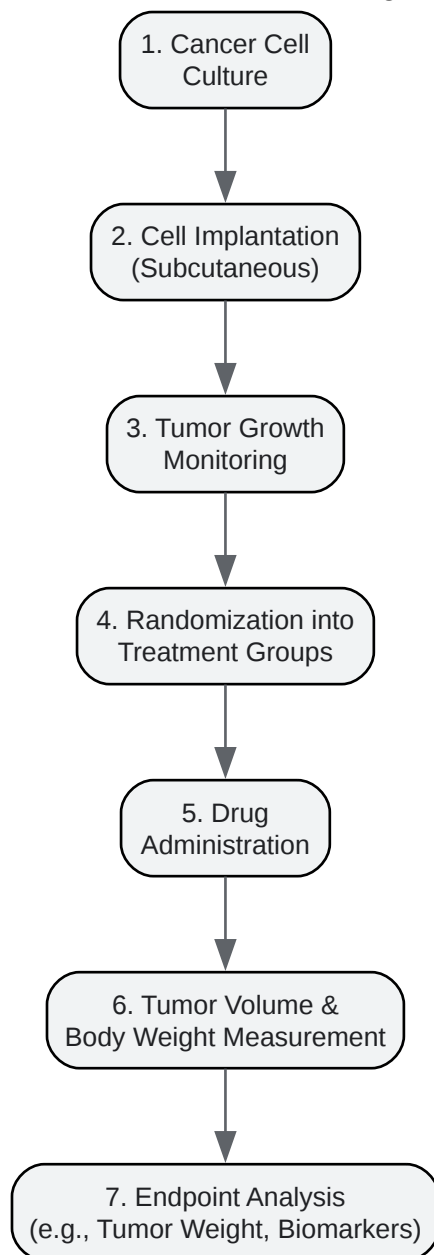 1. Cancer Cell
Culture
2. Cell Implantation
(Subcutaneous)
3. Tumor Growth
Monitoring
4. Randomization into
Treatment Groups
5. Drug
Administration
6. Tumor Volume &
Body Weight Measurement
7. Endpoint Analysis
(e.g., Tumor Weight, Biomarkers)